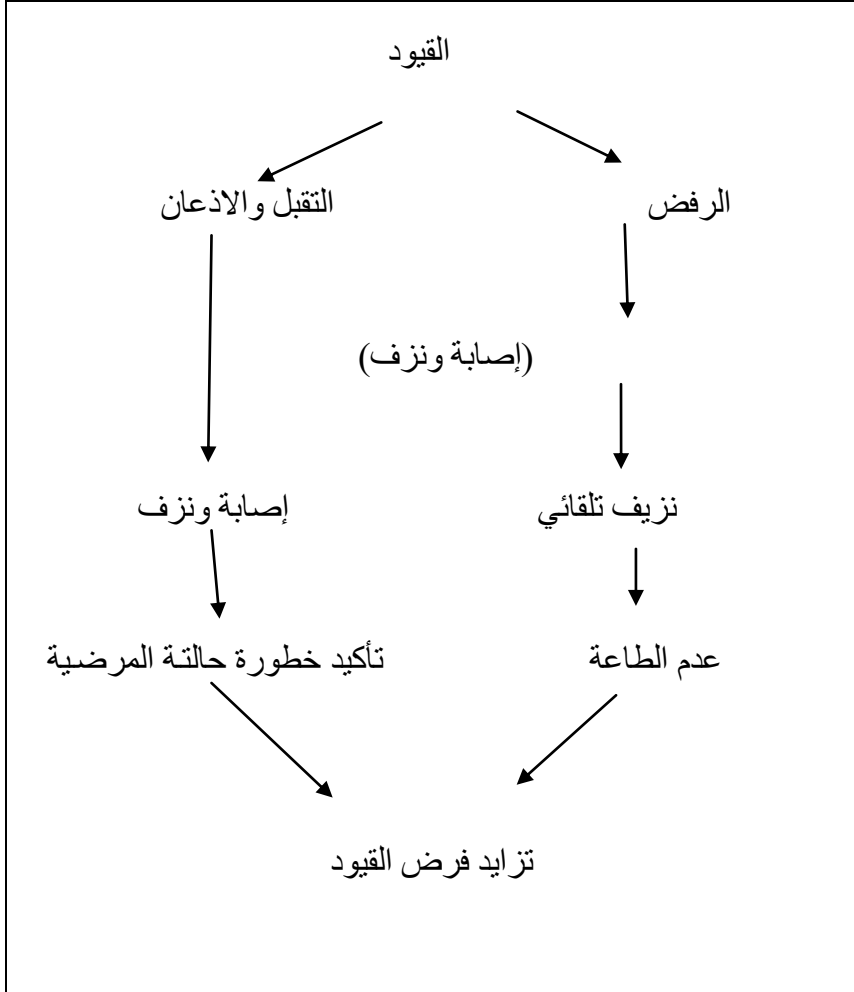 القيود
الرفض
التقبل والاذعان
(إصابة ونزف)
نزيف تلقائي
إصابة ونزف
عدم الطاعة
تأكيد خطورة حالتة المرضية
تزايد فرض القيود